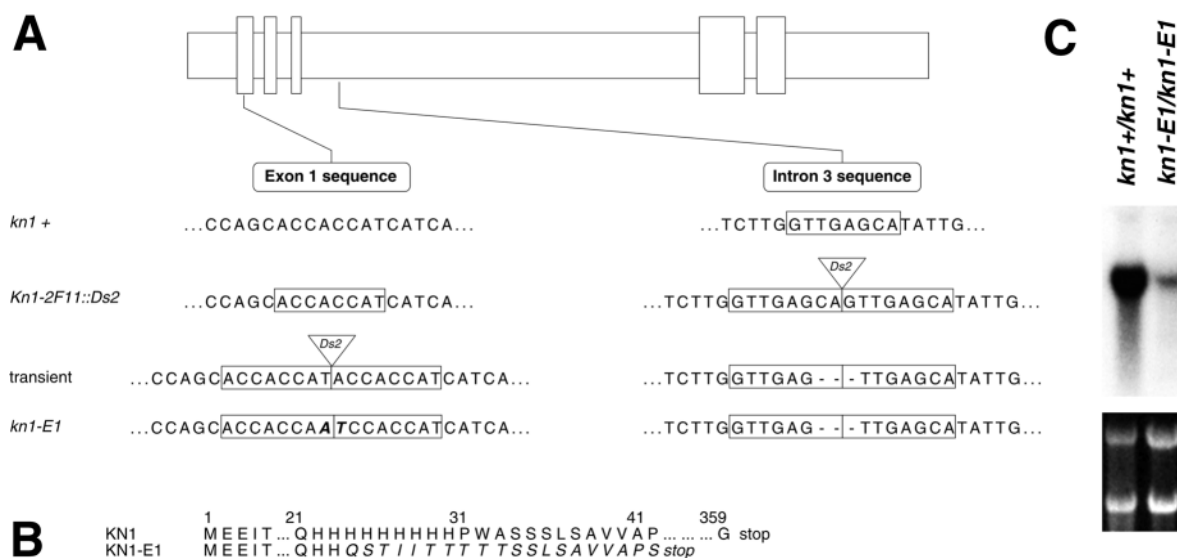 A
C
kn1+/kn1+
kn1-E1/kn1-E1
Exon 1 sequence
Intron 3 sequence
kn1 +
...CCAGCACCACCATCATCA...
...TCTTGGTTGAGCATATTG...
Ds2
Kn1-2F11::Ds2
...CCAGCACCACCATCATCA...
...TCTTGGTTGAGCAGTTGAGCATATTG...
Ds2
transient
...CCAGCACCACCATACCACCATCATCA...
...TCTTGGTTGAG---TTGAGCATATTG...
kn1-E1
...CCAGCACCACCAATCCACCATCATCA...
...TCTTGGTTGAG---TTGAGCATATTG...
B
1 21 31 41 359
KN1 MEEIT...QHHHHHHHHHPWASSSLSAVVAP... ... ...G stop
KN1-E1 MEEIT...QHHQSTIITTTTTSSLSAVVAPS stop